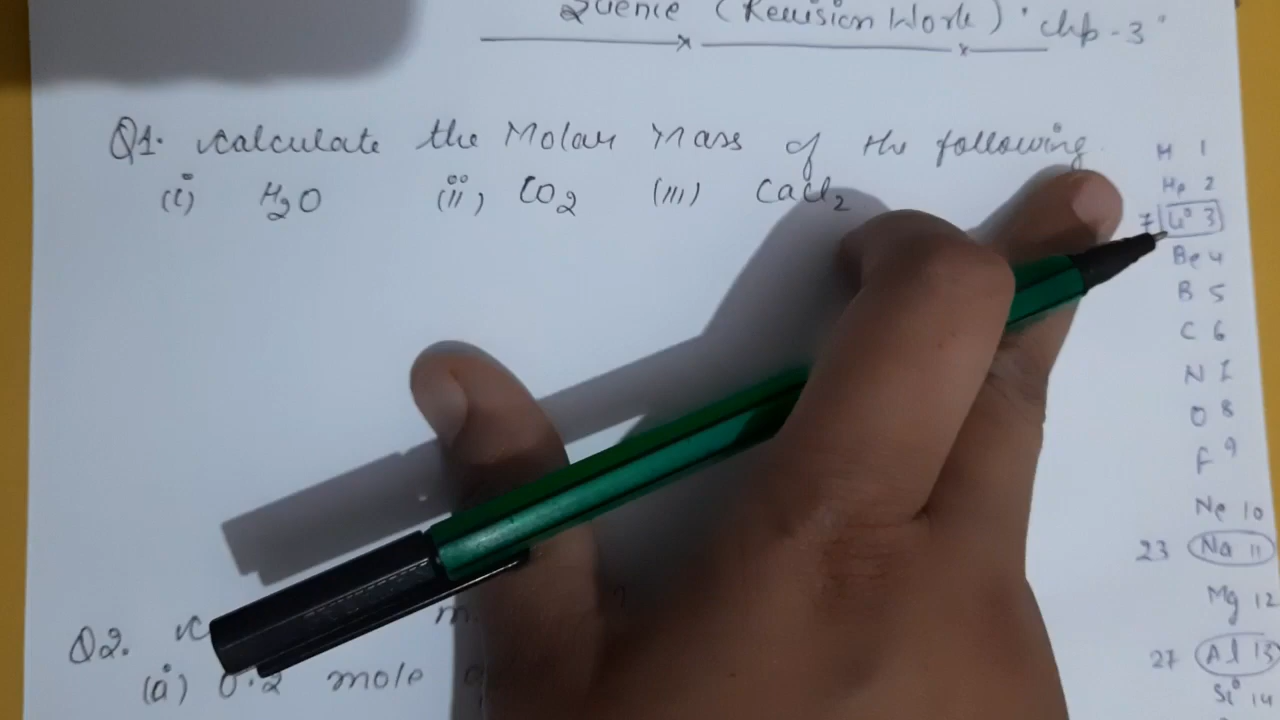 (Revision Work) "chp-3"
Q1. calculate the Molar Mass of the following.
(i) H2O (ii) CO2 (iii) CaCl2
H 1
He 2
7 Li 3
Be 4
B 5
C 6
N 7
O 8
F 9
Ne 10
23 Na 11
Mg 12
27 Al 13
Si 14
Q2.
(a) 0.2 mole